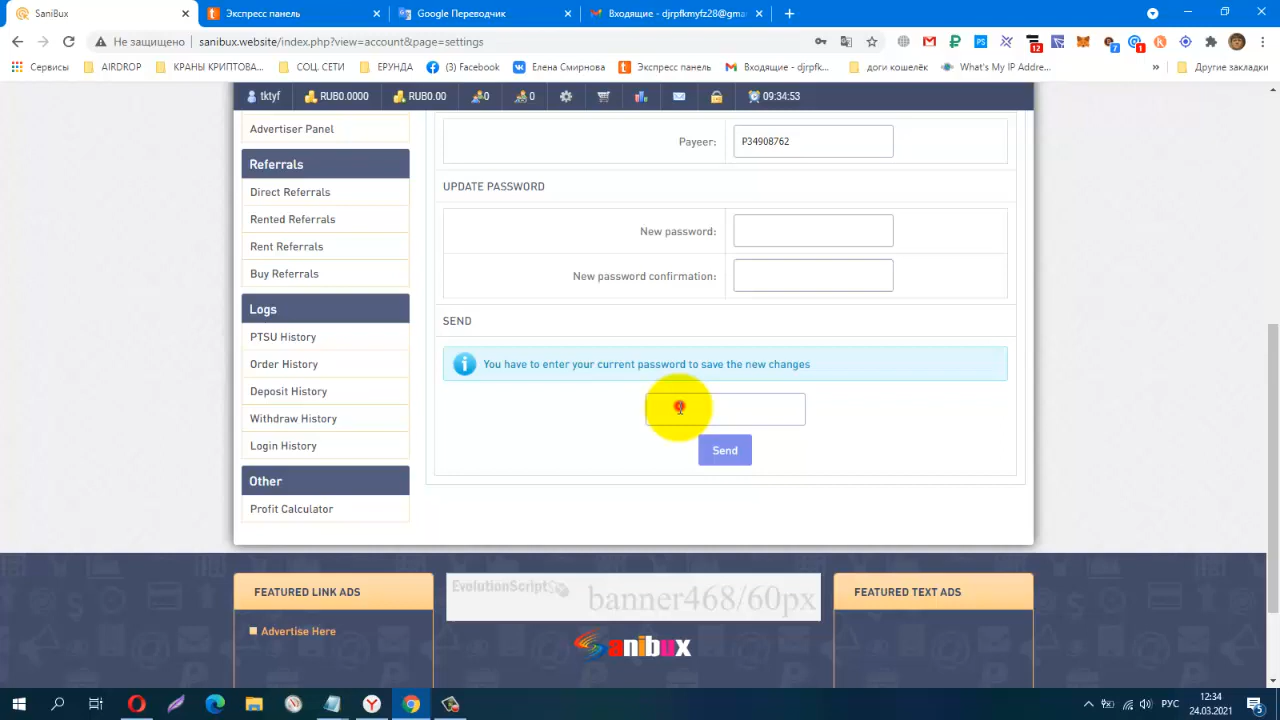 SaniBux
Экспресс панель
Google Переводчик
Входящие - djrpfkmyfz28@gma
Не защищено
sanibux.website/index.php?view=account&page=settings
12
7
1
Сервисы
AIRDROP
КРАНЫ КРИПТОВА...
СОЦ. СЕТИ
ЕРУНДА
(3) Facebook
Елена Смирнова
Экспресс панель
Входящие - djrpfk...
доги кошелёк
What's My IP Addre...
»
Другие закладки
tktyf
RUB0.0000
RUB0.00
0
0
09:34:53
Advertiser Panel
Referrals
Direct Referrals
Rented Referrals
Rent Referrals
Buy Referrals
Logs
PTSU History
Order History
Deposit History
Withdraw History
Login History
Other
Profit Calculator
Payeer:
P34908762
UPDATE PASSWORD
New password:
New password confirmation:
SEND
You have to enter your current password to save the new changes
Send
FEATURED LINK ADS
Advertise Here
EvolutionScript
banner468/60px
Sanibux
FEATURED TEXT ADS
РУС
12:34
24.03.2021
5